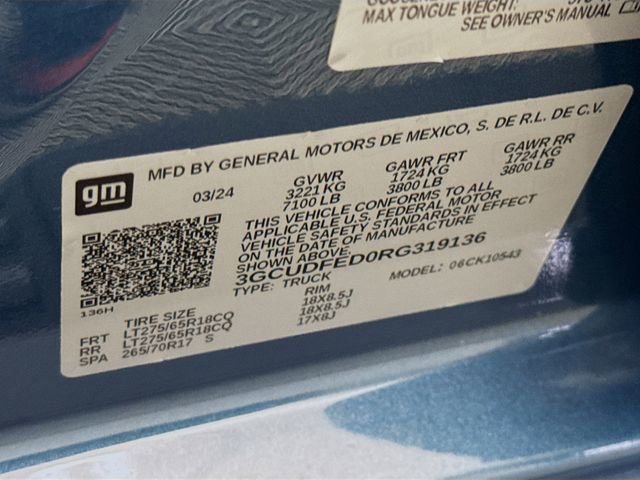 MAX TONGUE WEIGHT:
SEE OWNER'S MANUAL
gm
MFD BY GENERAL MOTORS DE MEXICO, S. DE R.L. DE C.V.
03/24
GVWR
3221 KG
7100 LB
GAWR FRT
1724 KG
3800 LB
GAWR RR
1724 KG
3800 LB
THIS VEHICLE CONFORMS TO ALL
APPLICABLE U.S. FEDERAL MOTOR
VEHICLE SAFETY STANDARDS IN EFFECT
ON THE DATE OF MANUFACTURE
SHOWN ABOVE.
3GCUDFED0RG319136
TYPE: TRUCK
MODEL: 06CK10543
136H
TIRE SIZE
RIM
FRT LT275/65R18CQ 18X8.5J
RR LT275/65R18CQ 18X8.5J
SPA 265/70R17 S 17X8J